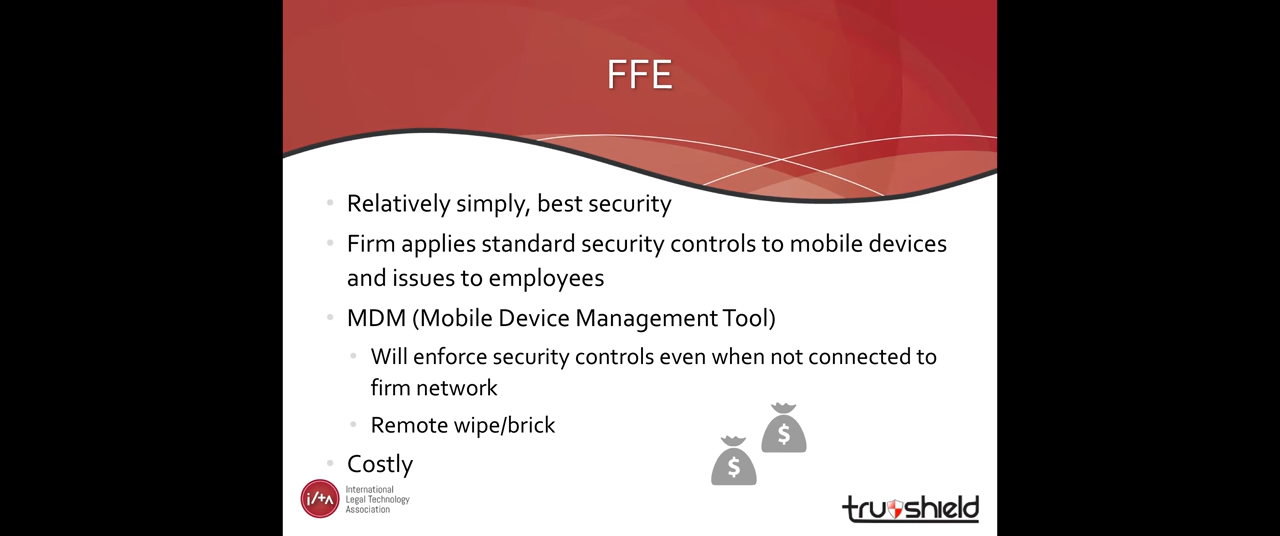 FFE
Relatively simply, best security
Firm applies standard security controls to mobile devices
and issues to employees
MDM (Mobile Device Management Tool)
Will enforce security controls even when not connected to
firm network
Remote wipe/brick
$
$
Costly
ilta
International
Legal Technology
Association
trushield